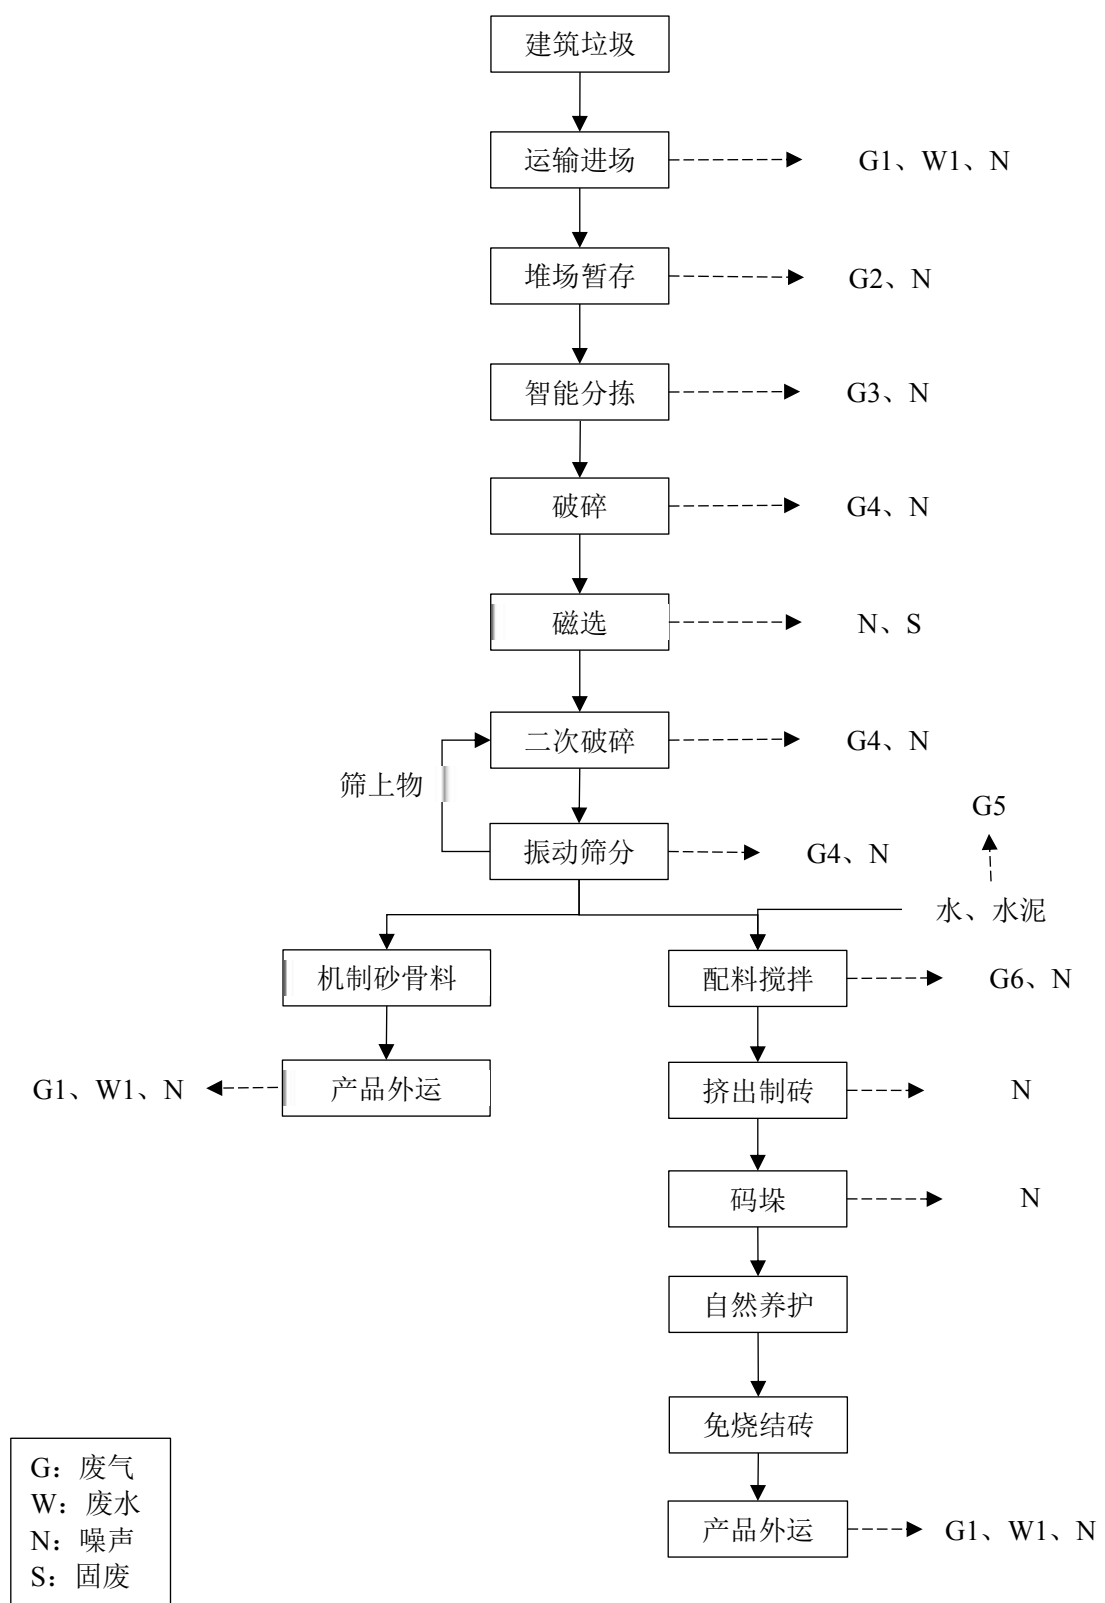 建筑垃圾
运输进场
G1、W1、N
堆场暂存
G2、N
智能分拣
G3、N
破碎
G4、N
磁选
N、S
二次破碎
G4、N
筛上物
G5
振动筛分
G4、N
水、水泥
机制砂骨料
配料搅拌
G6、N
G1、W1、N
产品外运
挤出制砖
N
码垛
N
自然养护
免烧结砖
产品外运
G1、W1、N
G：废气
W：废水
N：噪声
S：固废